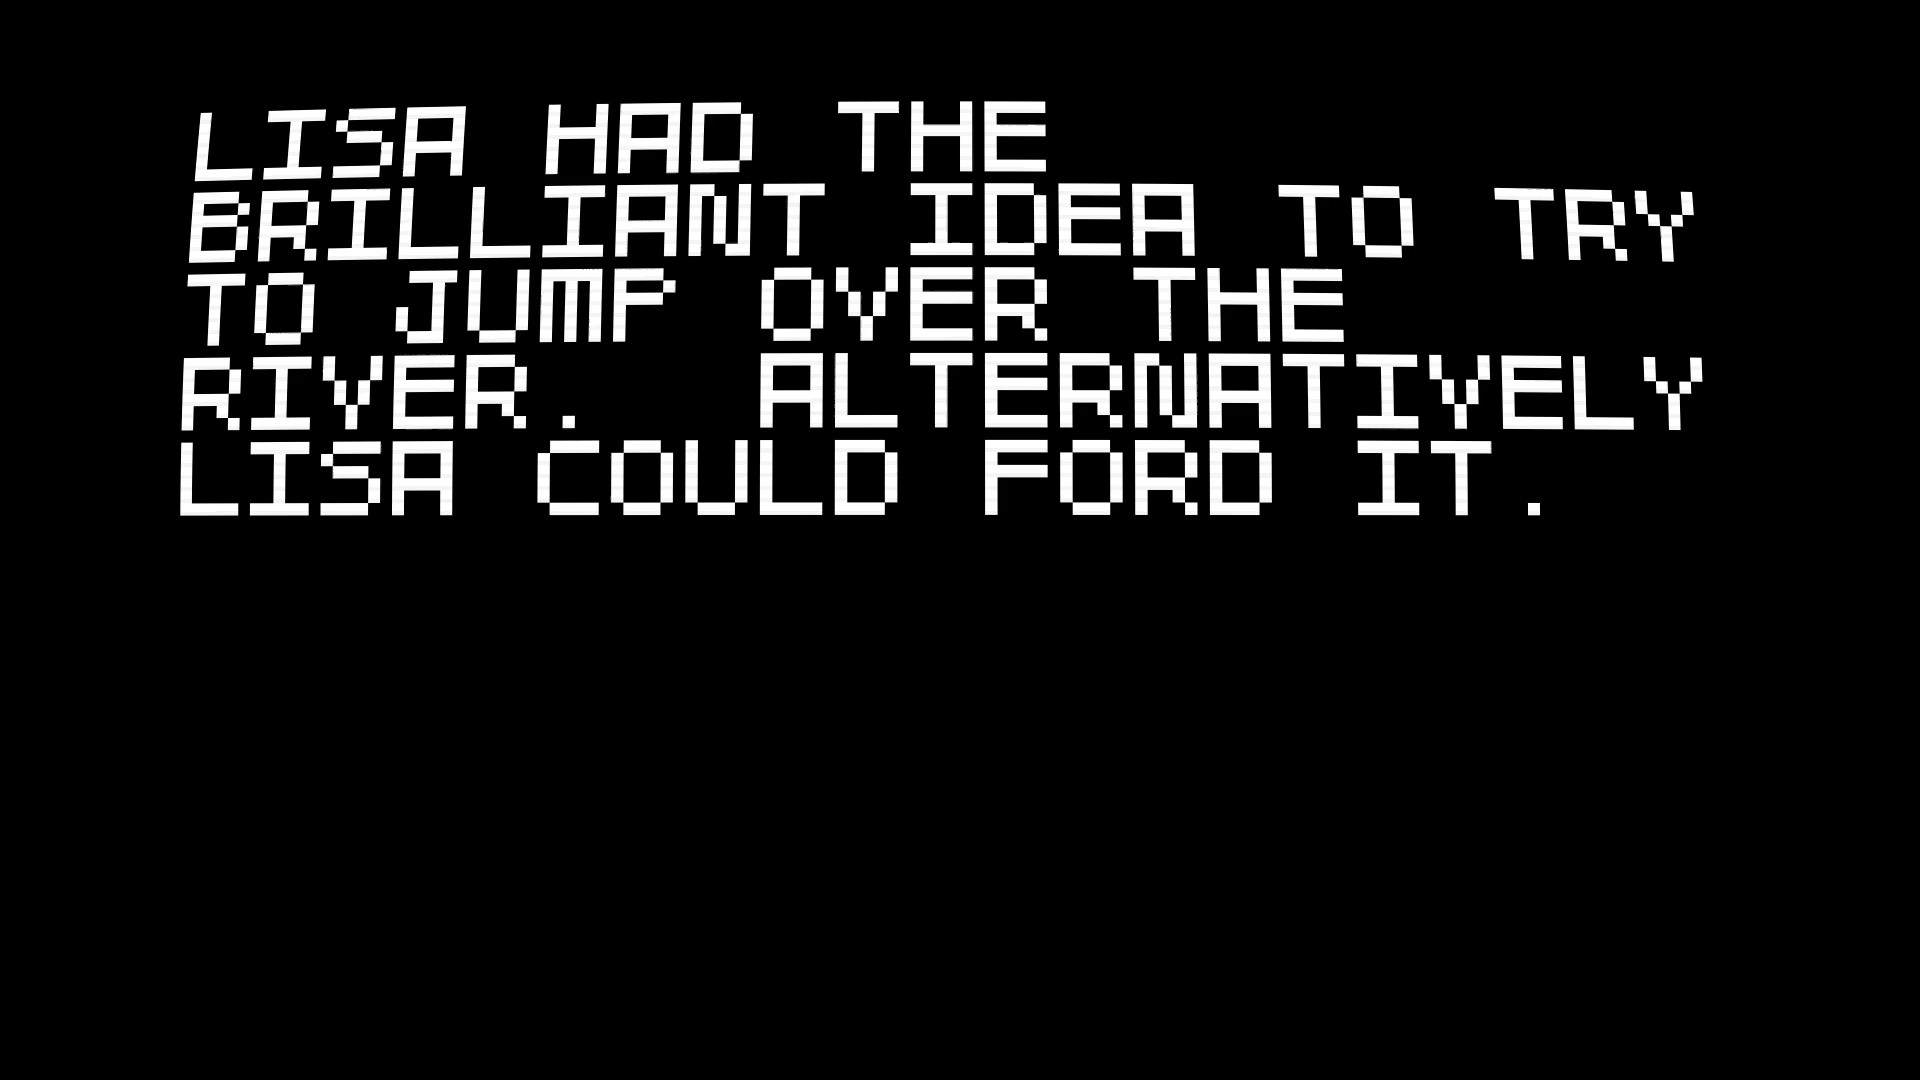 LISA HAD THE
BRILLIANT IDEA TO TRY
TO JUMP OVER THE
RIVER.  ALTERNATIVELY
LISA COULD FORD IT.